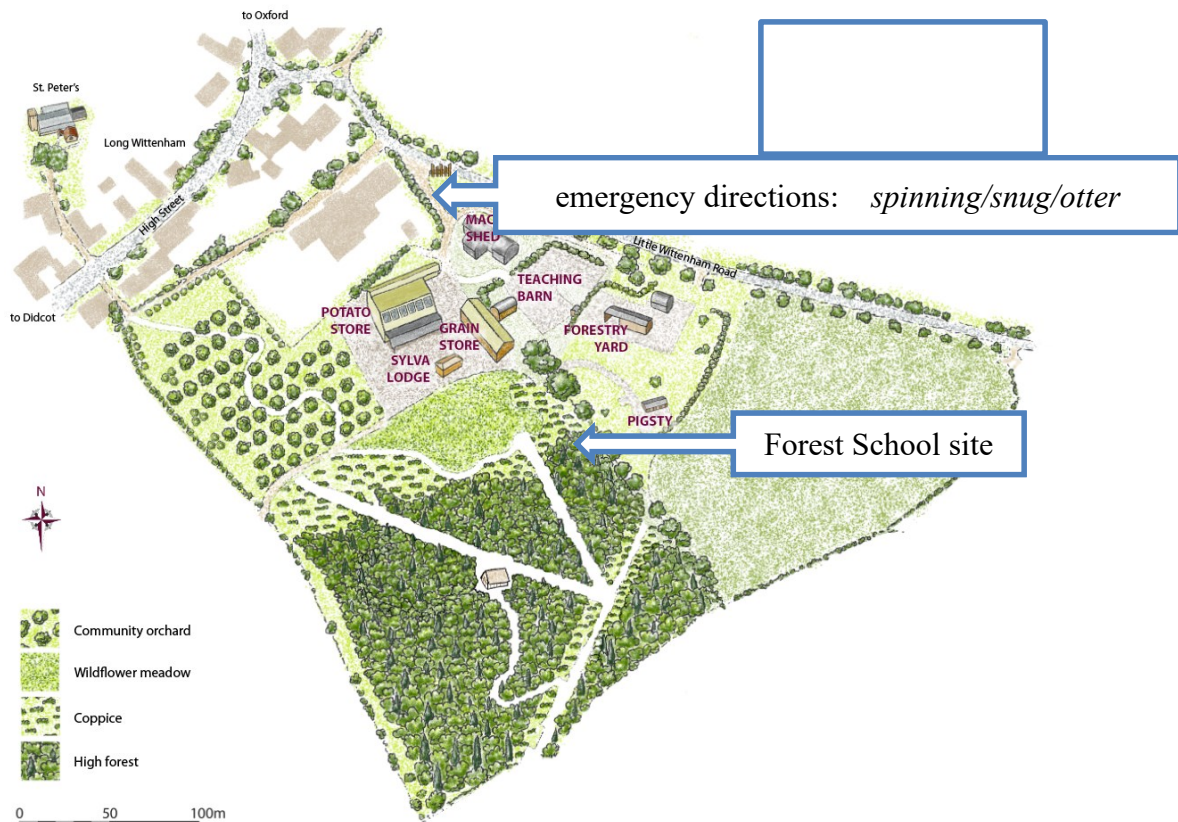 to Oxford
St. Peter's
Long Wittenham
High Street
to Didcot
emergency directions: spinning/snug/otter
MAC
SHED
Little Wittenham Road
TEACHING
BARN
POTATO
STORE
GRAIN
STORE
FORESTRY
YARD
SYLVA
LODGE
PIGSTY
Forest School site
N
Community orchard
Wildflower meadow
Coppice
High forest
0 50 100m